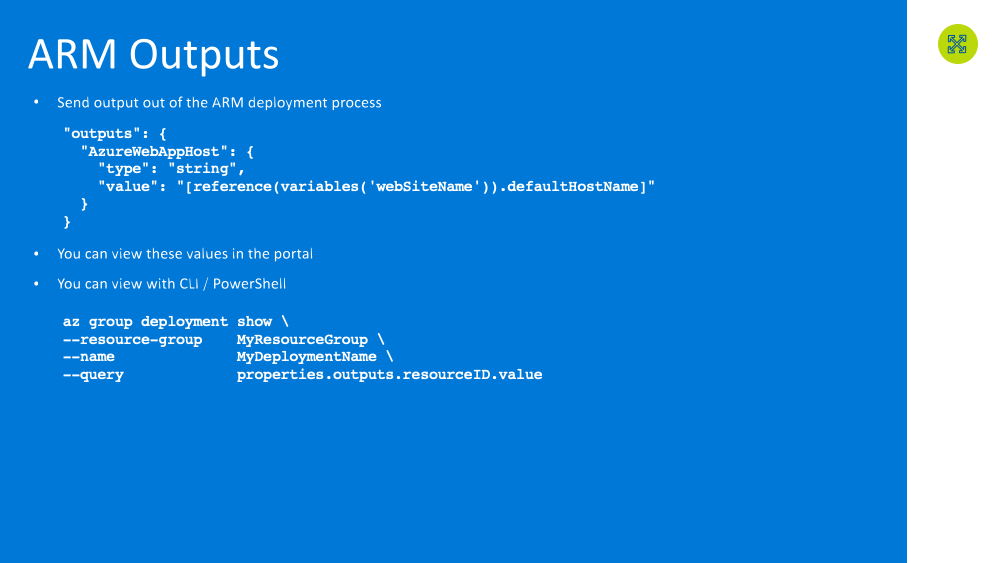 ARM Outputs
• Send output out of the ARM deployment process
"outputs": {
  "AzureWebAppHost": {
    "type": "string",
    "value": "[reference(variables('webSiteName')).defaultHostName]"
  }
}
• You can view these values in the portal
• You can view with CLI / PowerShell
az group deployment show \
--resource-group    MyResourceGroup \
--name              MyDeploymentName \
--query             properties.outputs.resourceID.value